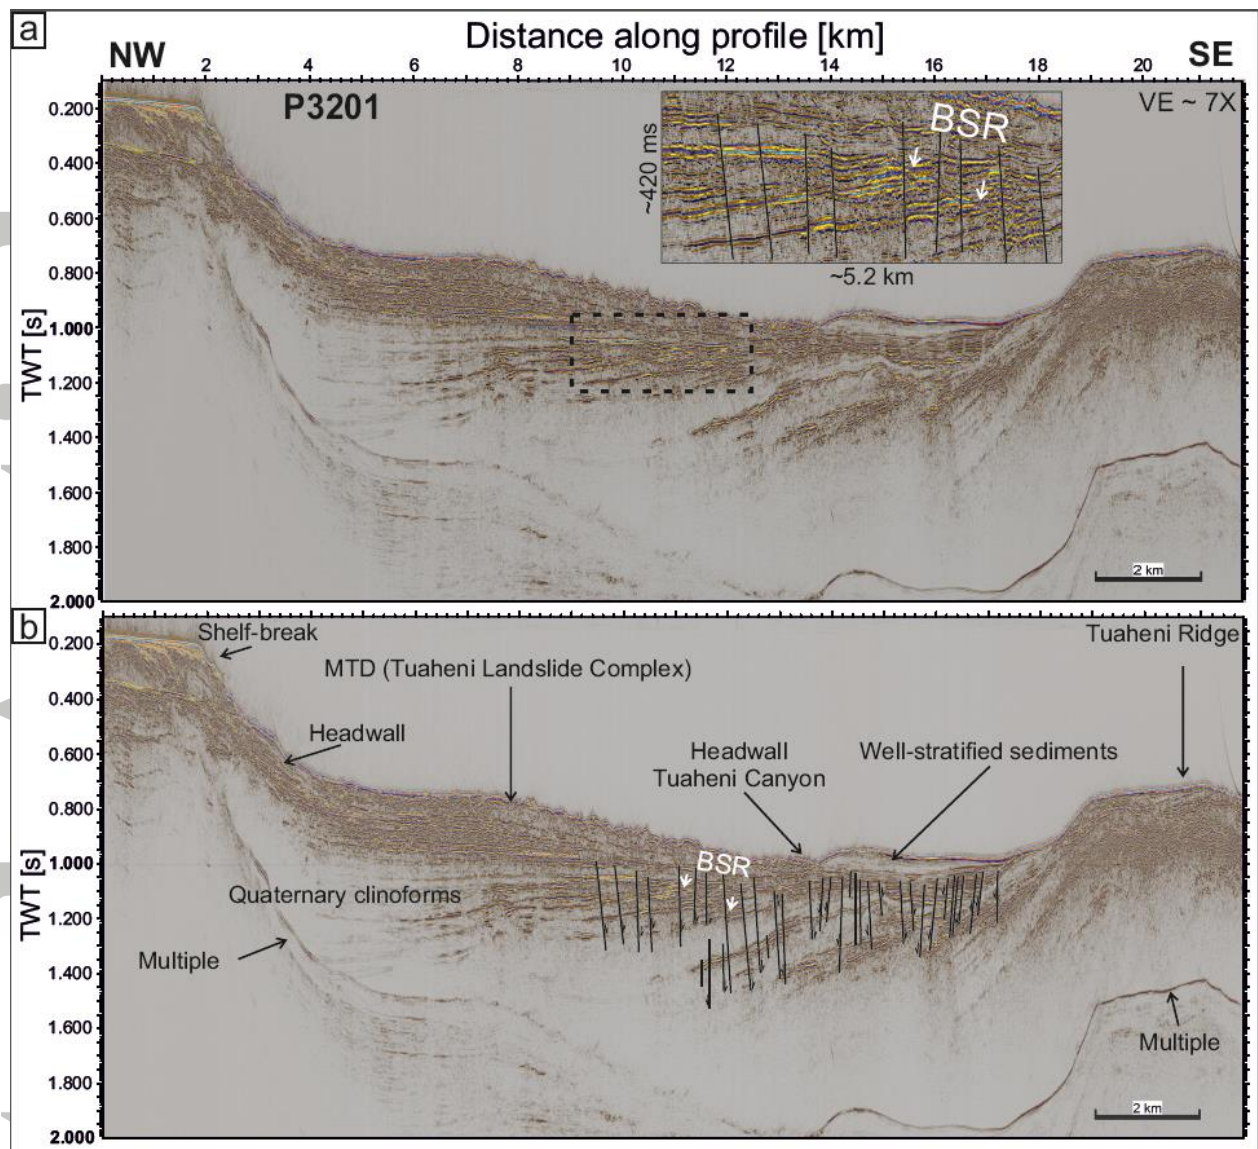 a
Distance along profile [km]
NW
SE
2 4 6 8 10 12 14 16 18 20
P3201
VE ~ 7X
BSR
~420 ms
~5.2 km
TWT [s]
0.200
0.400
0.600
0.800
1.000
1.200
1.400
1.600
1.800
2.000
2 km
b
Shelf-break
Tuaheni Ridge
MTD (Tuaheni Landslide Complex)
Headwall
Headwall
Tuaheni Canyon
Well-stratified sediments
BSR
Quaternary clinoforms
Multiple
Multiple
TWT [s]
0.200
0.400
0.600
0.800
1.000
1.200
1.400
1.600
1.800
2.000
2 km